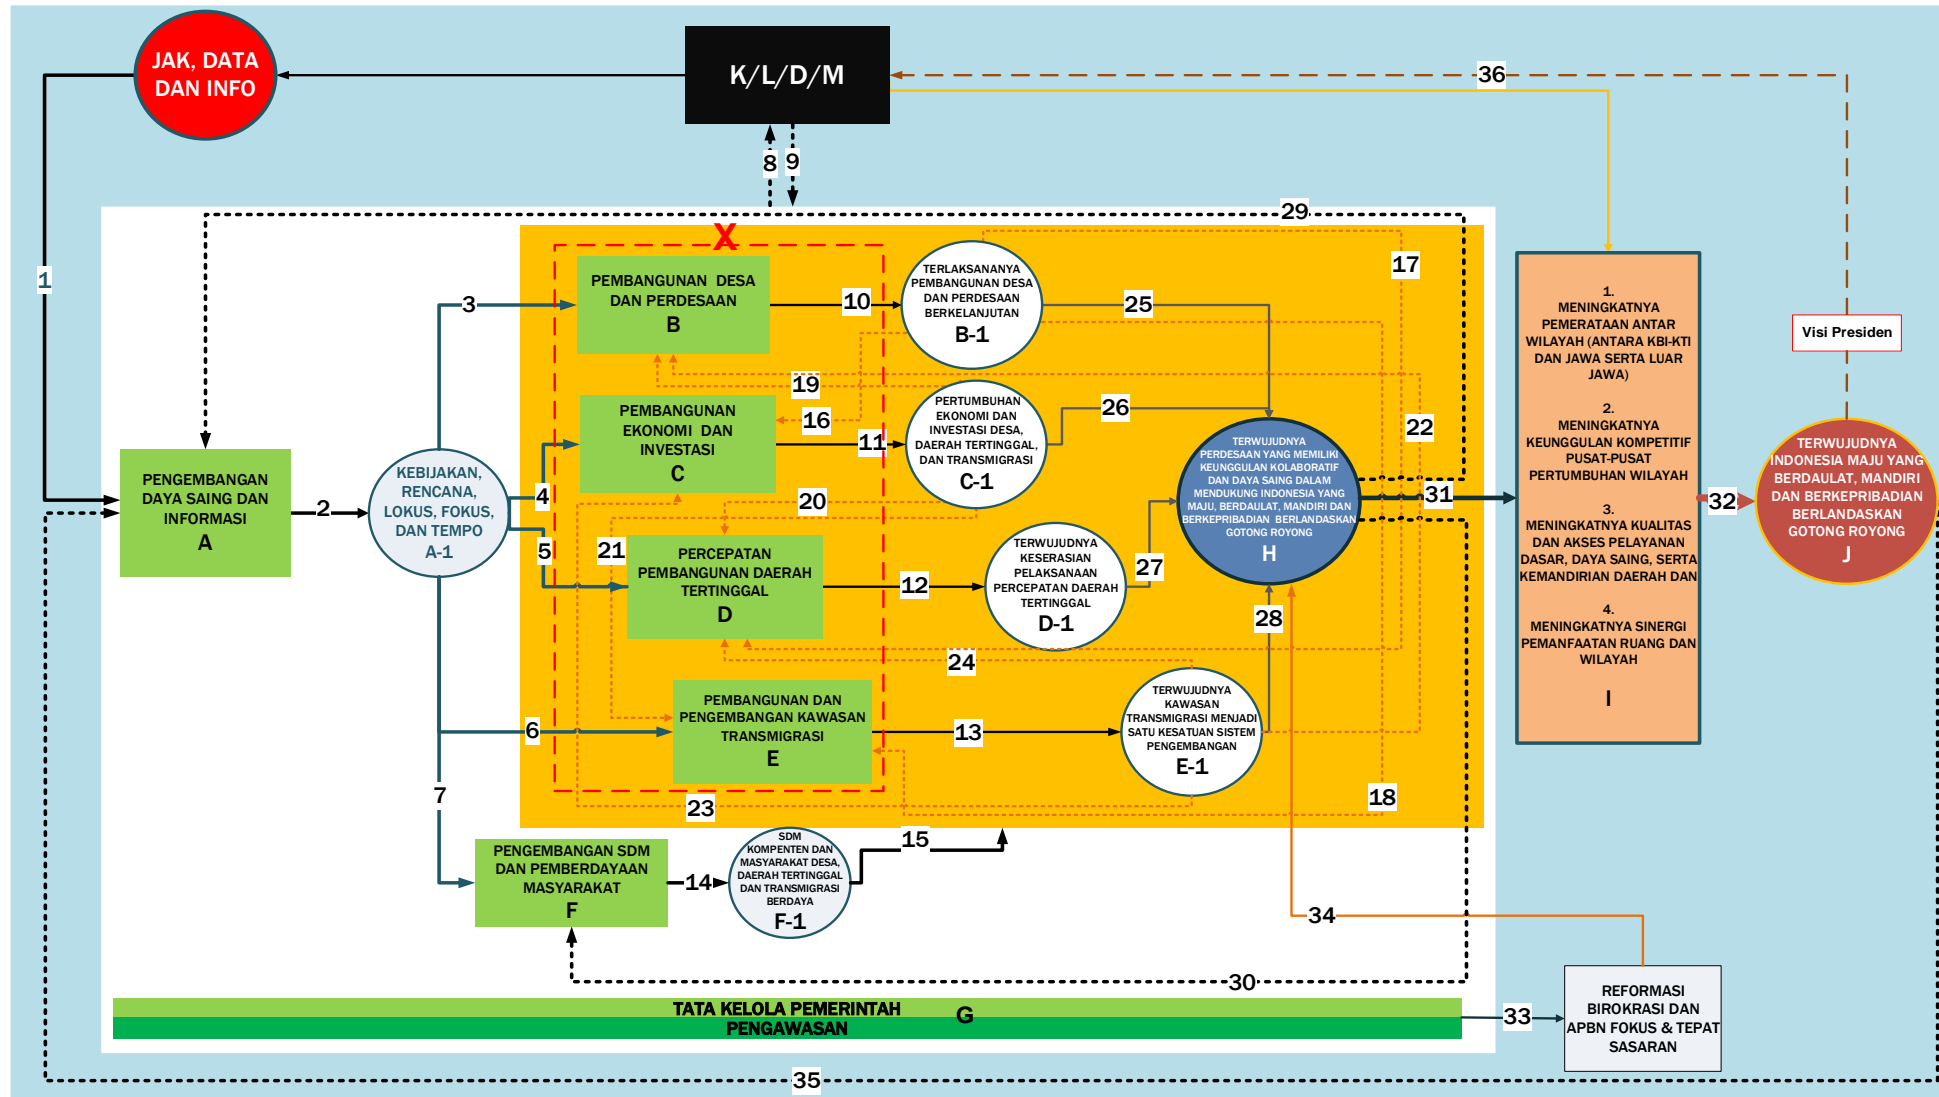 JAK, DATA
DAN INFO
K/L/D/M
36
8
9
1
29
X
17
PEMBANGUNAN DESA
DAN PERDESAAN
B
3
10
TERLAKSANANYA
PEMBANGUNAN DESA
DAN PERDESAAN
BERKELANJUTAN
B-1
25
Visi Presiden
19
16
PEMBANGUNAN
EKONOMI DAN
INVESTASI
C
11
PERTUMBUHAN
EKONOMI DAN
INVESTASI DESA,
DAERAH TERTINGGAL,
DAN TRANSMIGRASI
C-1
26
22
PENGEMBANGAN
DAYA SAING DAN
INFORMASI
A
2
KEBIJAKAN,
RENCANA,
LOKUS, FOKUS,
DAN TEMPO
A-1
4
5
20
21
TERWUJUDNYA
PERDESAAN YANG MEMILIKI
KEUNGGULAN KOLABORATIF
DAN DAYA SAING DALAM
MENDUKUNG INDONESIA YANG
MAJU, BERDAULAT, MANDIRI DAN
BERKEPRIBADIAN BERLANDASKAN
GOTONG ROYONG
H
31
1.
MENINGKATNYA
PEMERATAAN ANTAR
WILAYAH (ANTARA KBI-KTI
DAN JAWA SERTA LUAR
JAWA)
2.
MENINGKATNYA
KEUNGGULAN KOMPETITIF
PUSAT-PUSAT
PERTUMBUHAN WILAYAH
3.
MENINGKATNYA KUALITAS
DAN AKSES PELAYANAN
DASAR, DAYA SAING, SERTA
KEMANDIRIAN DAERAH DAN
4.
MENINGKATNYA SINERGI
PEMANFAATAN RUANG DAN
WILAYAH
I
32
TERWUJUDNYA
INDONESIA MAJU YANG
BERDAULAT, MANDIRI
DAN BERKEPRIBADIAN
BERLANDASKAN
GOTONG ROYONG
J
PERCEPATAN
PEMBANGUNAN DAERAH
TERTINGGAL
D
12
TERWUJUDNYA
KESERASIAN
PELAKSANAAN
PERCEPATAN DAERAH
TERTINGGAL
D-1
27
28
24
6
PEMBANGUNAN DAN
PENGEMBANGAN KAWASAN
TRANSMIGRASI
E
13
TERWUJUDNYA
KAWASAN
TRANSMIGRASI MENJADI
SATU KESATUAN SISTEM
PENGEMBANGAN
E-1
7
23
18
PENGEMBANGAN SDM
DAN PEMBERDAYAAN
MASYARAKAT
F
14
SDM
KOMPENTEN DAN
MASYARAKAT DESA,
DAERAH TERTINGGAL
DAN TRANSMIGRASI
BERDAYA
F-1
15
34
30
TATA KELOLA PEMERINTAH
PENGAWASAN
G
33
REFORMASI
BIROKRASI DAN
APBN FOKUS & TEPAT
SASARAN
35